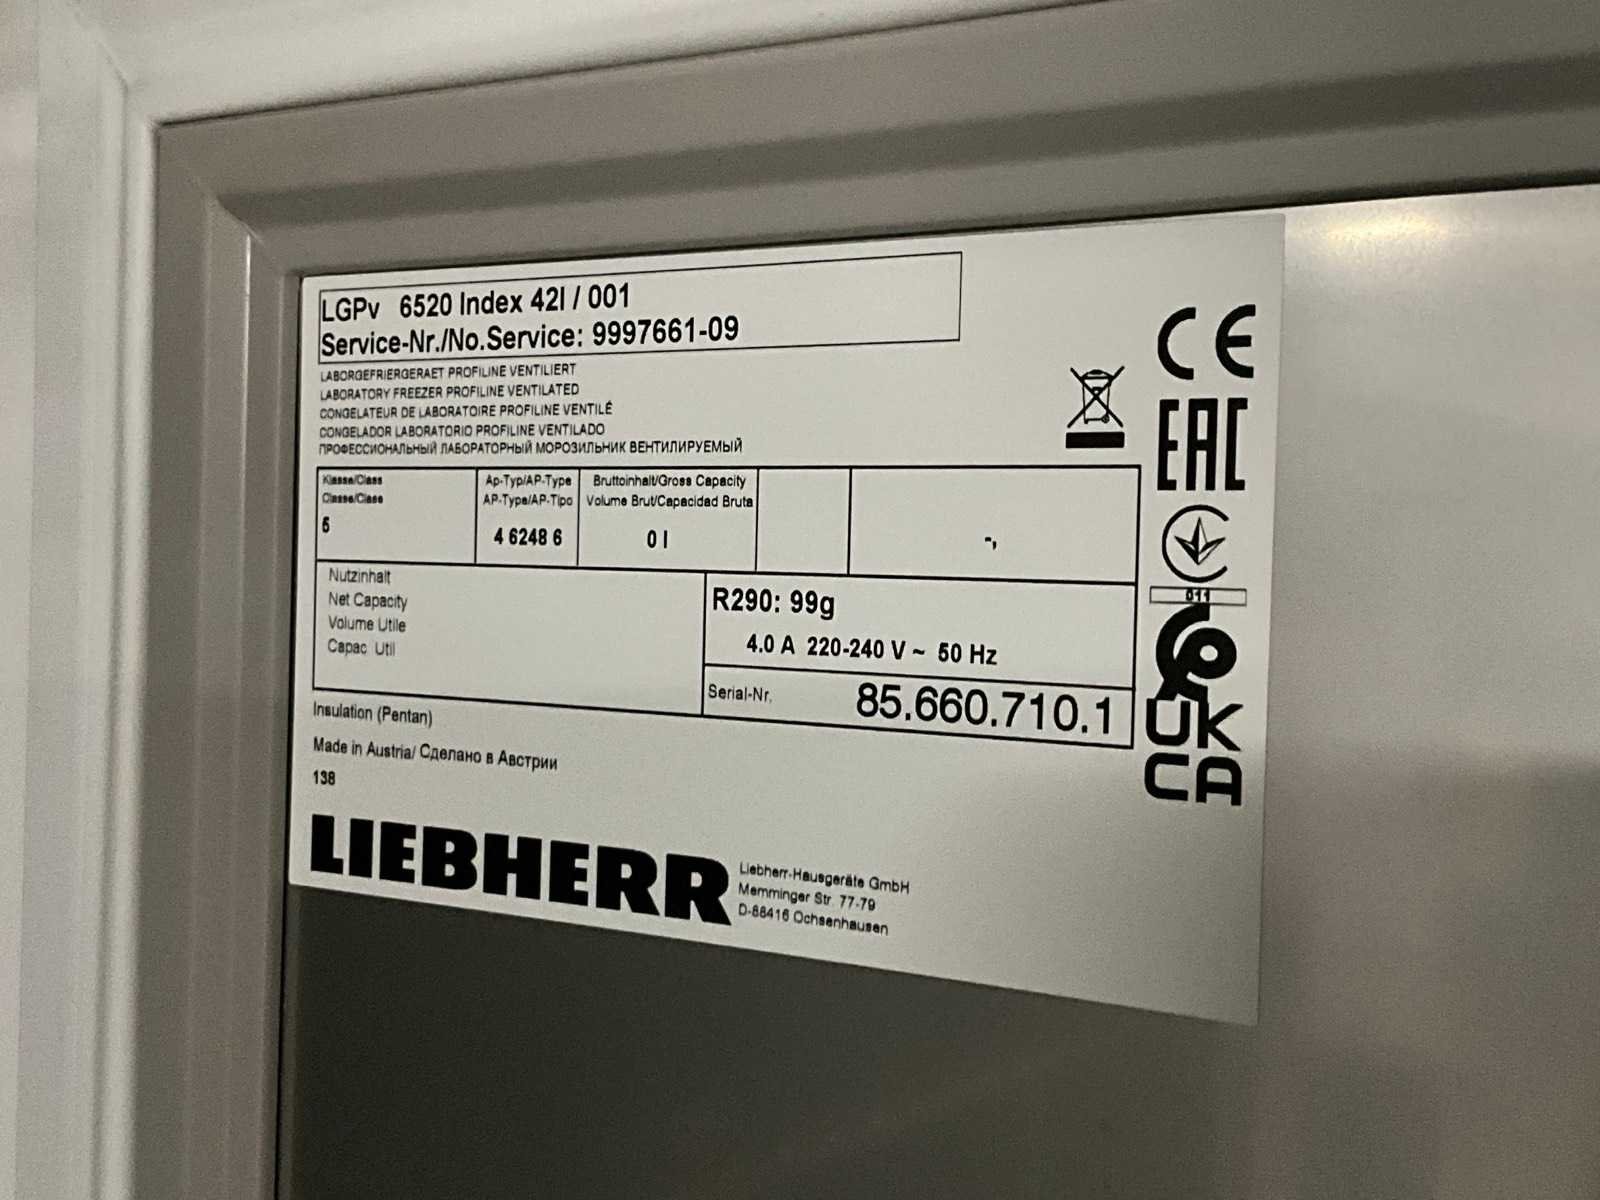 LGPv 6520 Index 42I / 001
Service-Nr./No.Service: 9997661-09
LABORGEFRIERGERAET PROFILINE VENTILIERT
LABORATORY FREEZER PROFILINE VENTILATED
CONGELATEUR DE LABORATOIRE PROFILINE VENTILÉ
CONGELADOR LABORATORIO PROFILINE VENTILADO
ПРОФЕССИОНАЛЬНЫЙ ЛАБОРАТОРНЫЙ МОРОЗИЛЬНИК ВЕНТИЛИРУЕМЫЙ
Klasse/Class
Classe/Clase
5
Ap-Typ/AP-Type
AP-Type/AP-Tipo
4 6248 6
Bruttoinhalt/Gross Capacity
Volume Brut/Capacidad Bruta
0 l
-,
Nutzinhalt
Net Capacity
Volume Utile
Capac Util
R290: 99g
4.0 A 220-240 V ~ 50 Hz
Serial-Nr. 85.660.710.1
Insulation (Pentan)
Made in Austria/ Сделано в Австрии
138
LIEBHERR
Liebherr-Hausgeräte GmbH
Memminger Str. 77-79
D-88416 Ochsenhausen
CE
EAC
011
UK
CA